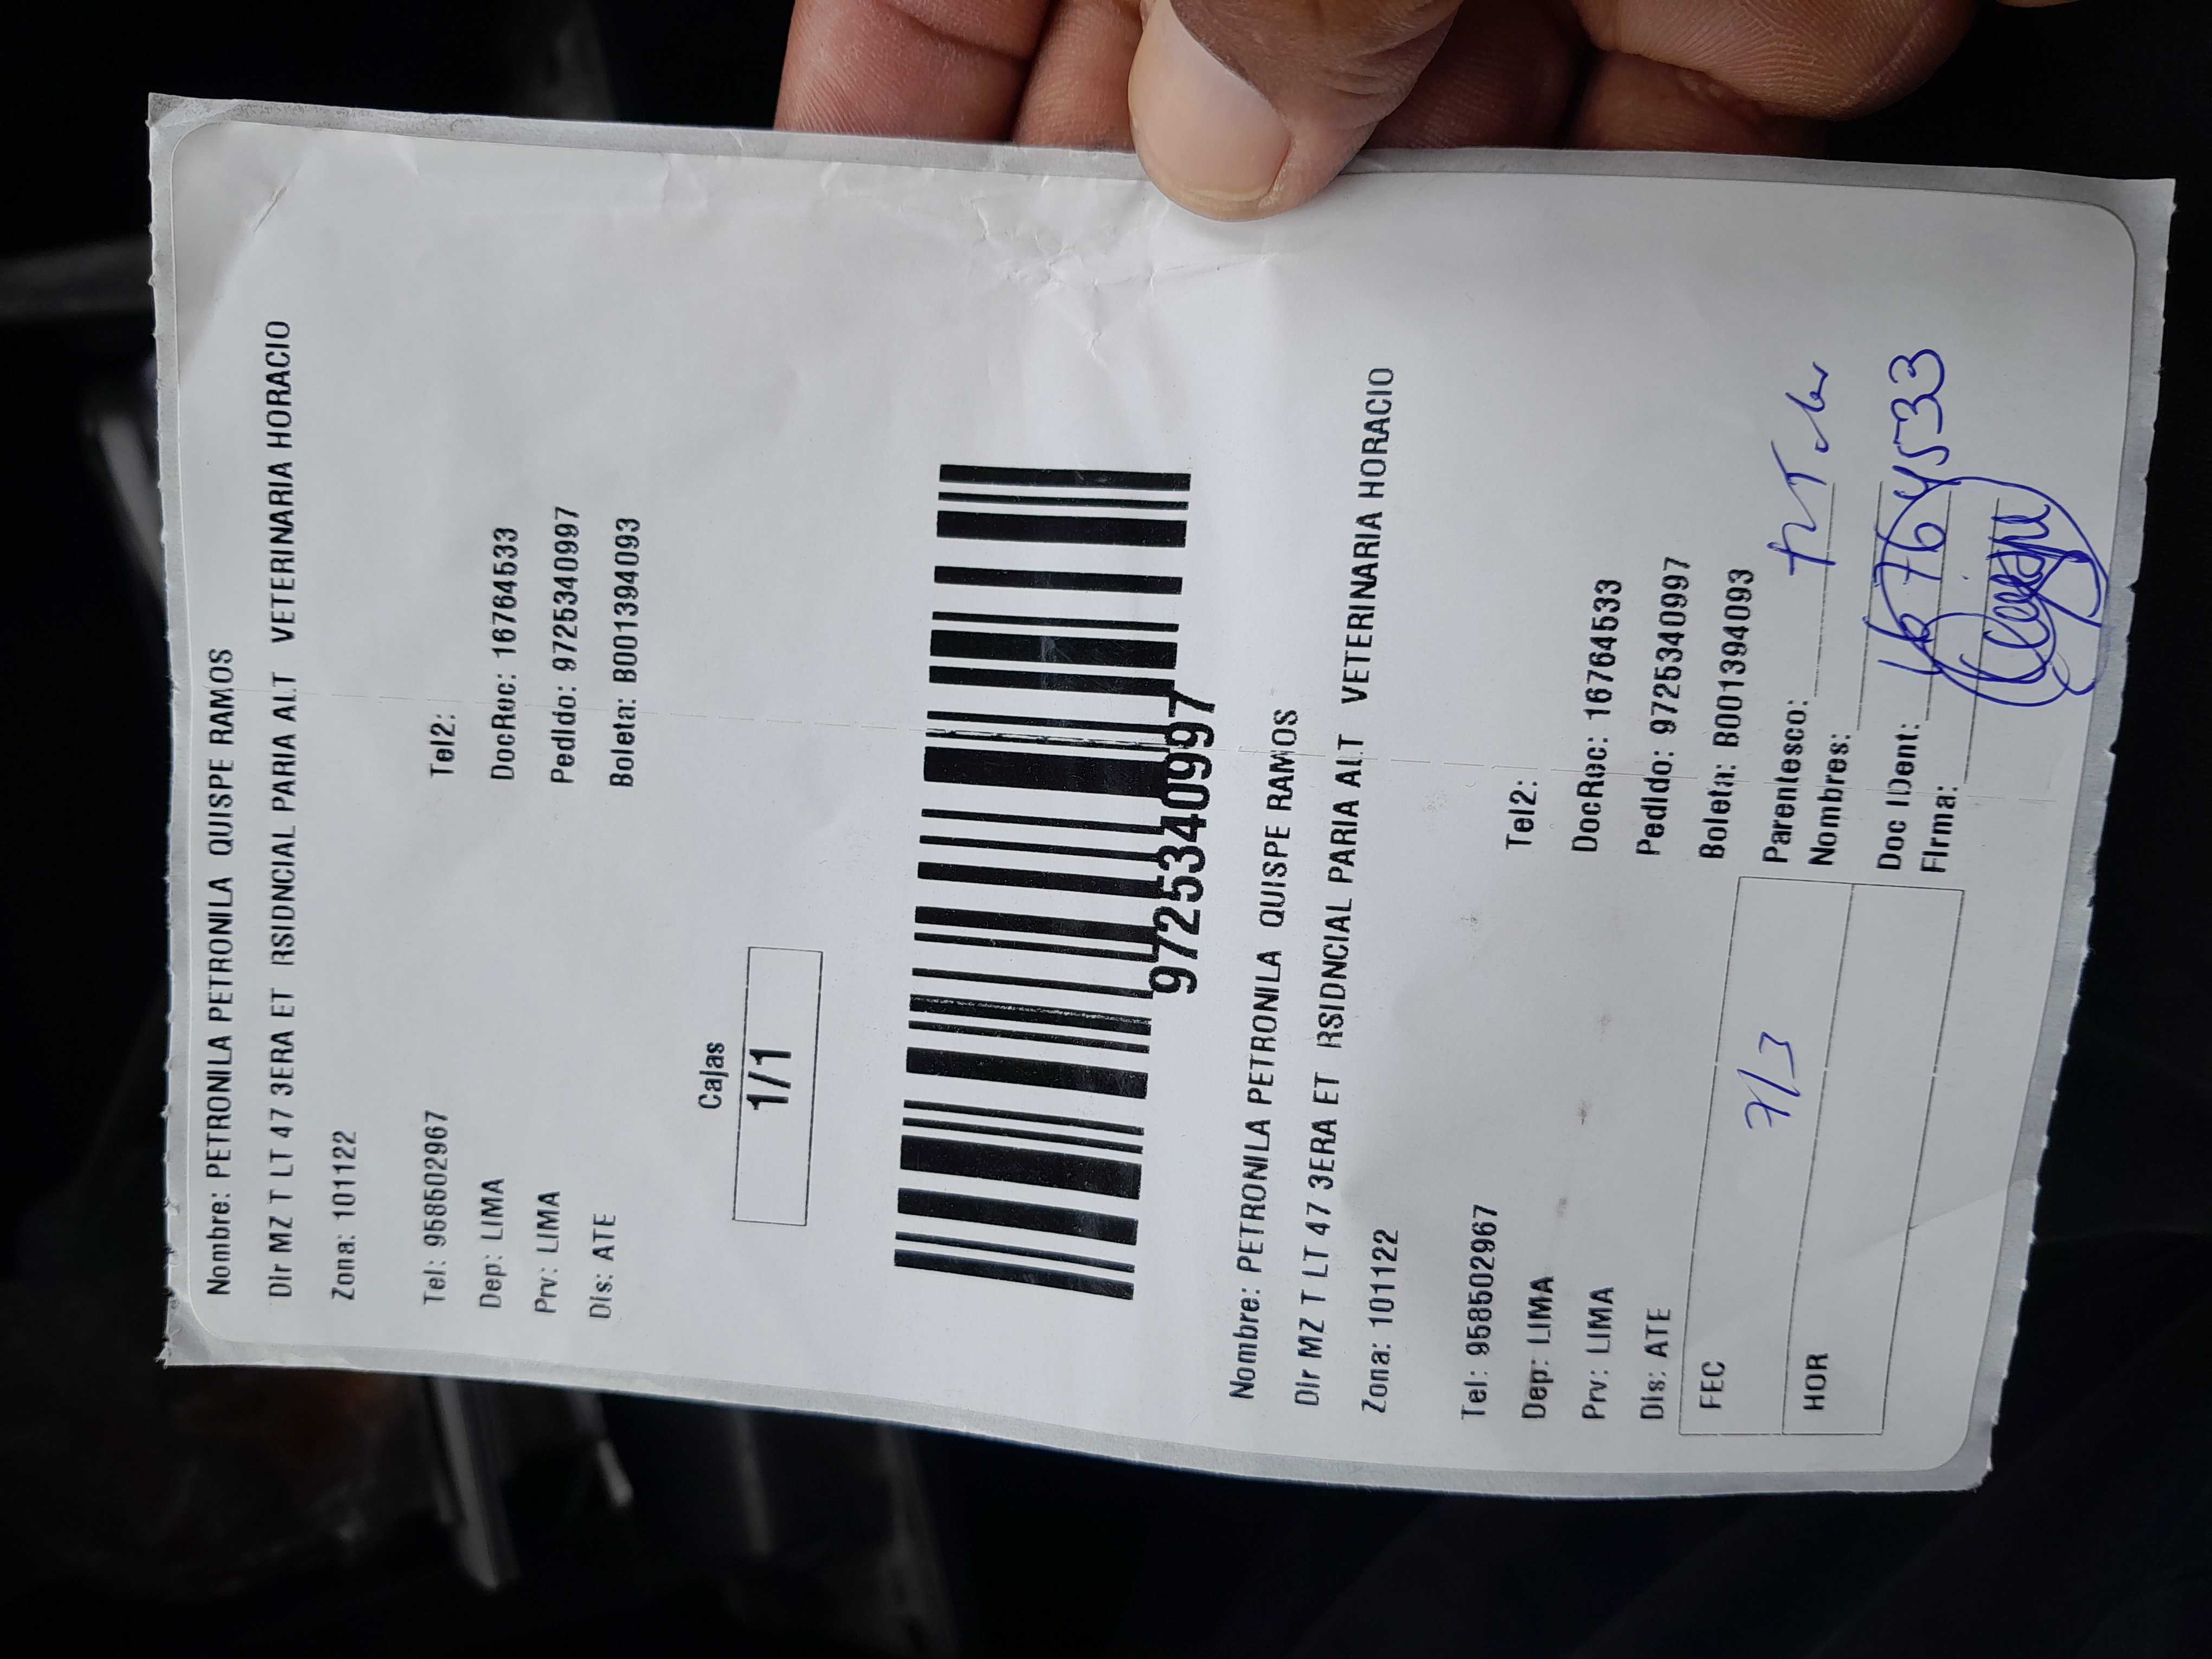 Nombre: PETRONILA PETRONILA QUISPE RAMOS
DIr MZ T LT 47 3ERA ET RSIDNCIAL PARIA ALT VETERINARIA HORACIO
Zona: 101122
Tel: 958502967 Tel2:
Dep: LIMA DocRec: 16764533
Prv: LIMA PedIdo: 9725340997
DIs: ATE Boleta: B001394093
Cajas
1/1
9725340997
Nombre: PETRONILA PETRONILA QUISPE RAMOS
DIr MZ T LT 47 3ERA ET RSIDNCIAL PARIA ALT VETERINARIA HORACIO
Zona: 101122
Tel: 958502967 Tel2:
Dep: LIMA DocRec: 16764533
Prv: LIMA PedIdo: 9725340997
DIs: ATE Boleta: B001394093
FEC 7/3 Parentesco:
Nombres:
HOR Doc IDent: 16764533
FIrma: